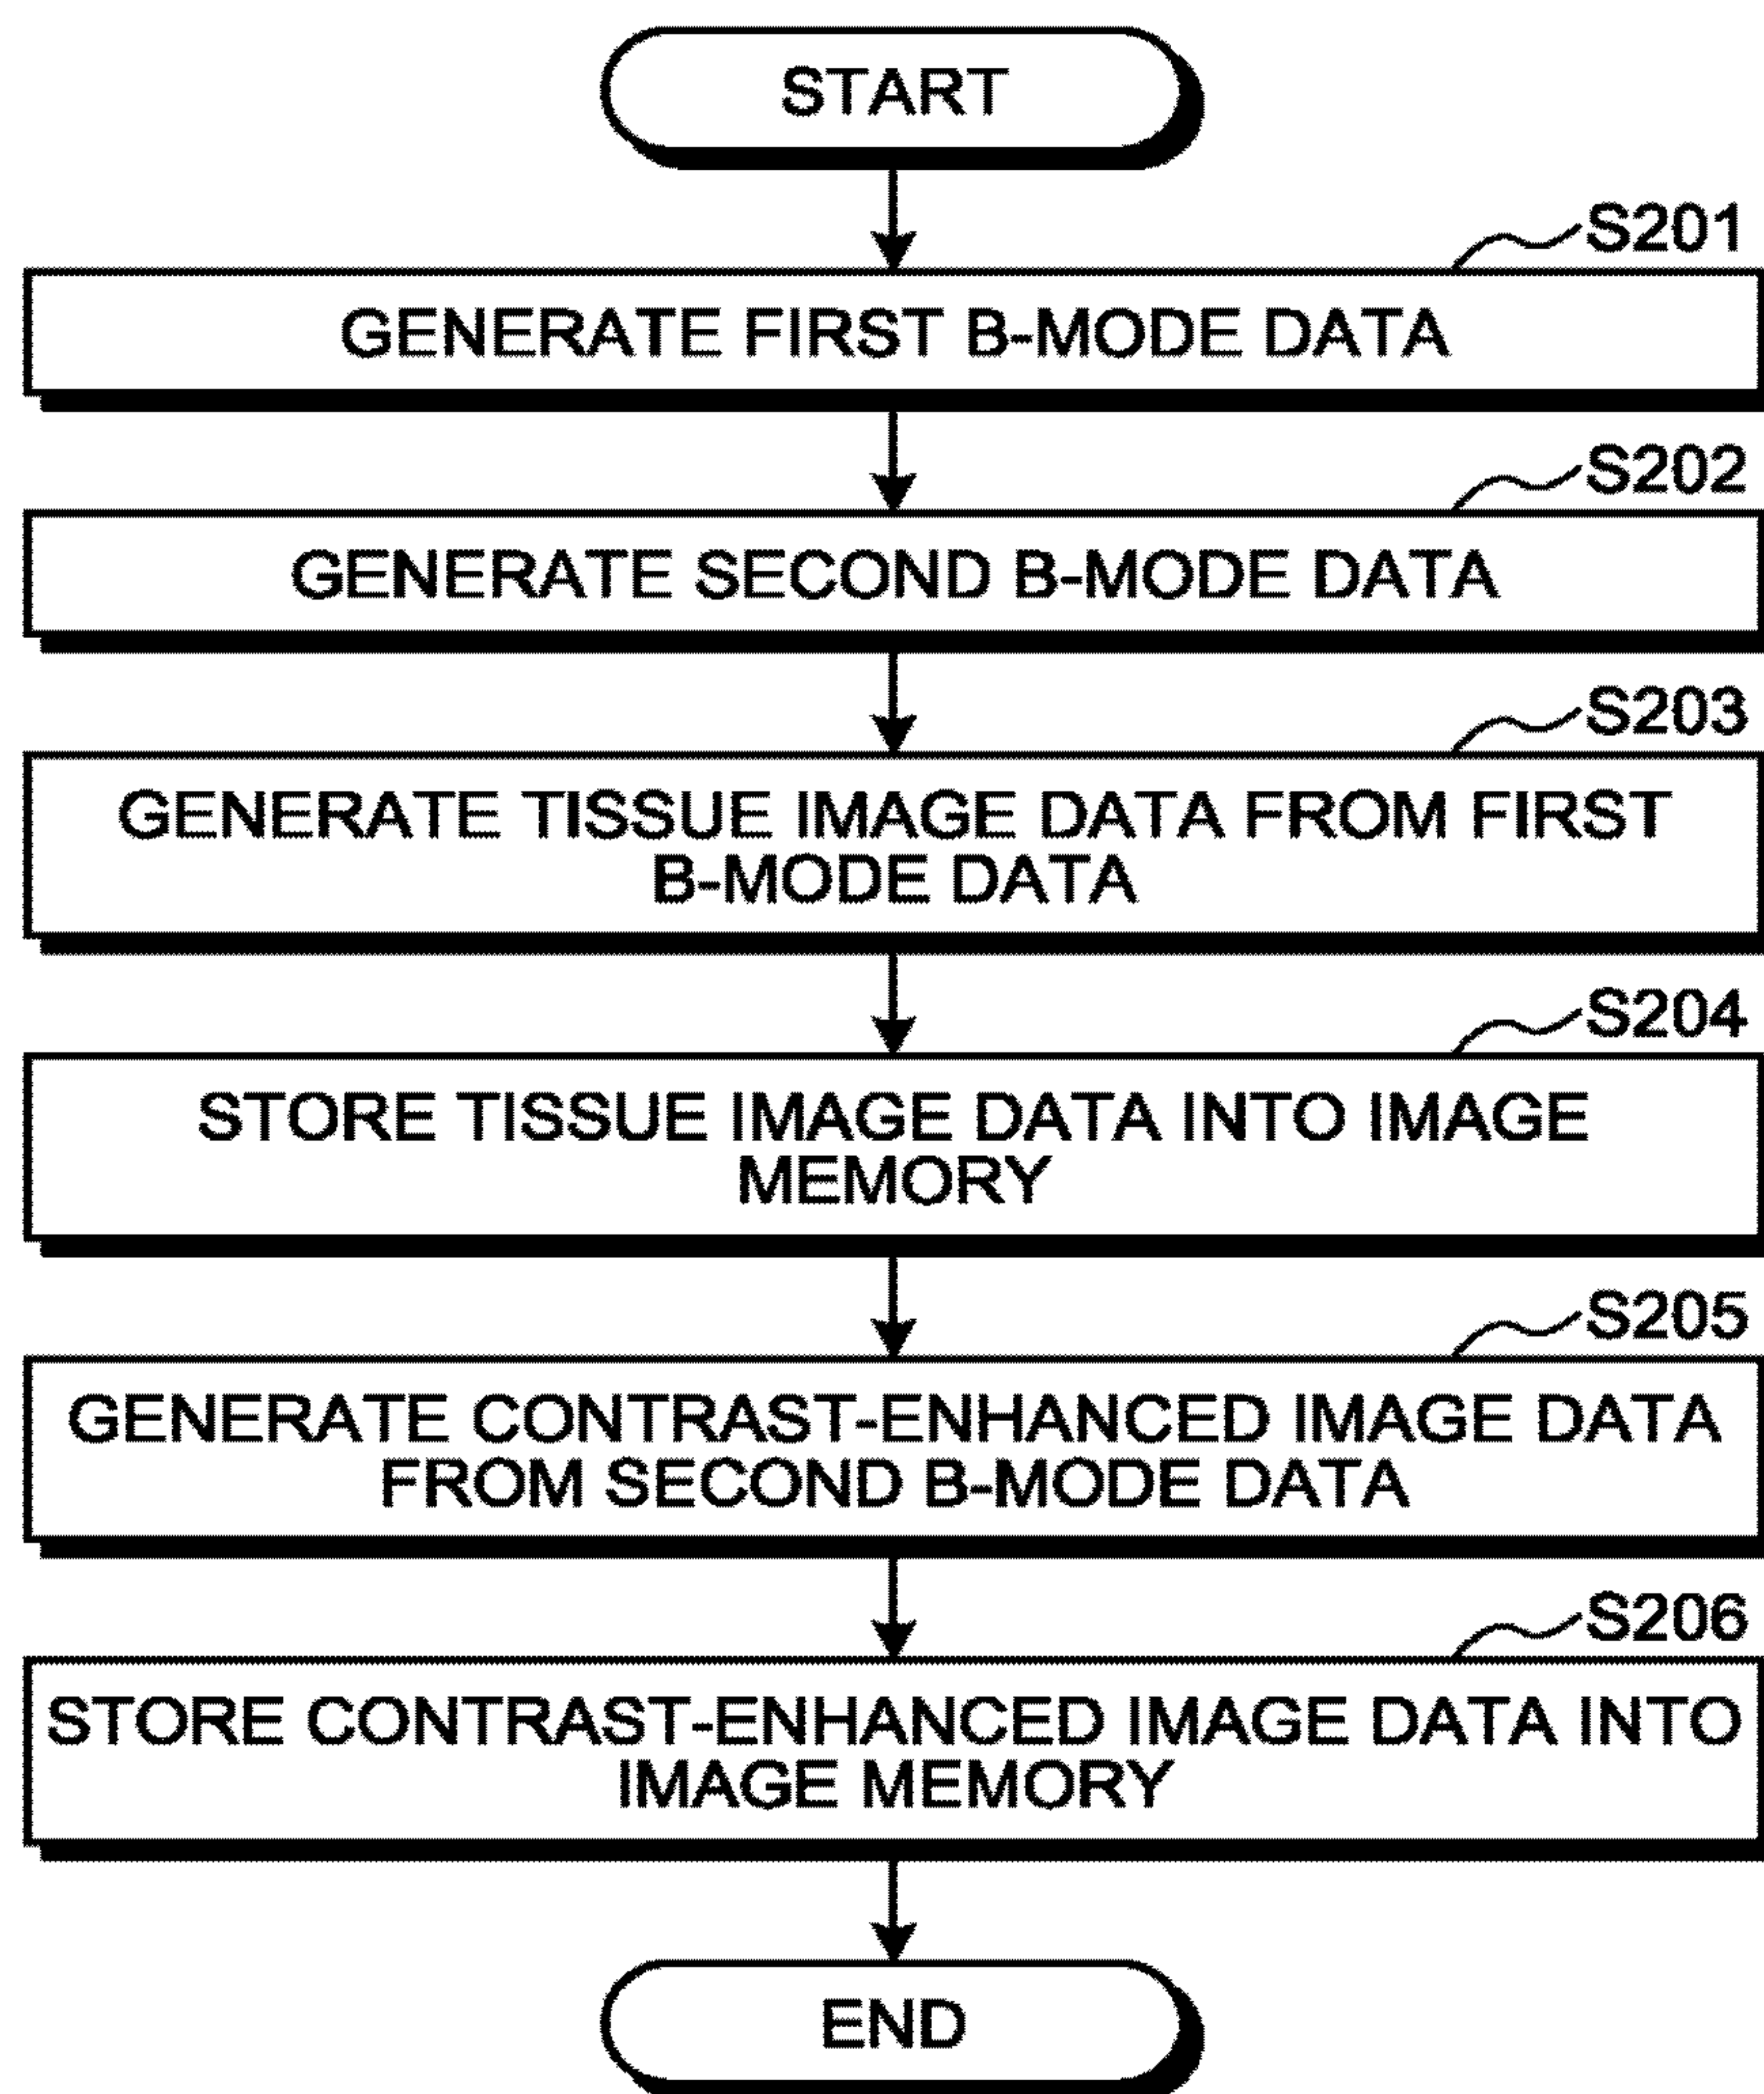 START
S201
GENERATE FIRST B-MODE DATA
S202
GENERATE SECOND B-MODE DATA
S203
GENERATE TISSUE IMAGE DATA FROM FIRST
B-MODE DATA
S204
STORE TISSUE IMAGE DATA INTO IMAGE
MEMORY
S205
GENERATE CONTRAST-ENHANCED IMAGE DATA
FROM SECOND B-MODE DATA
S206
STORE CONTRAST-ENHANCED IMAGE DATA INTO
IMAGE MEMORY
END